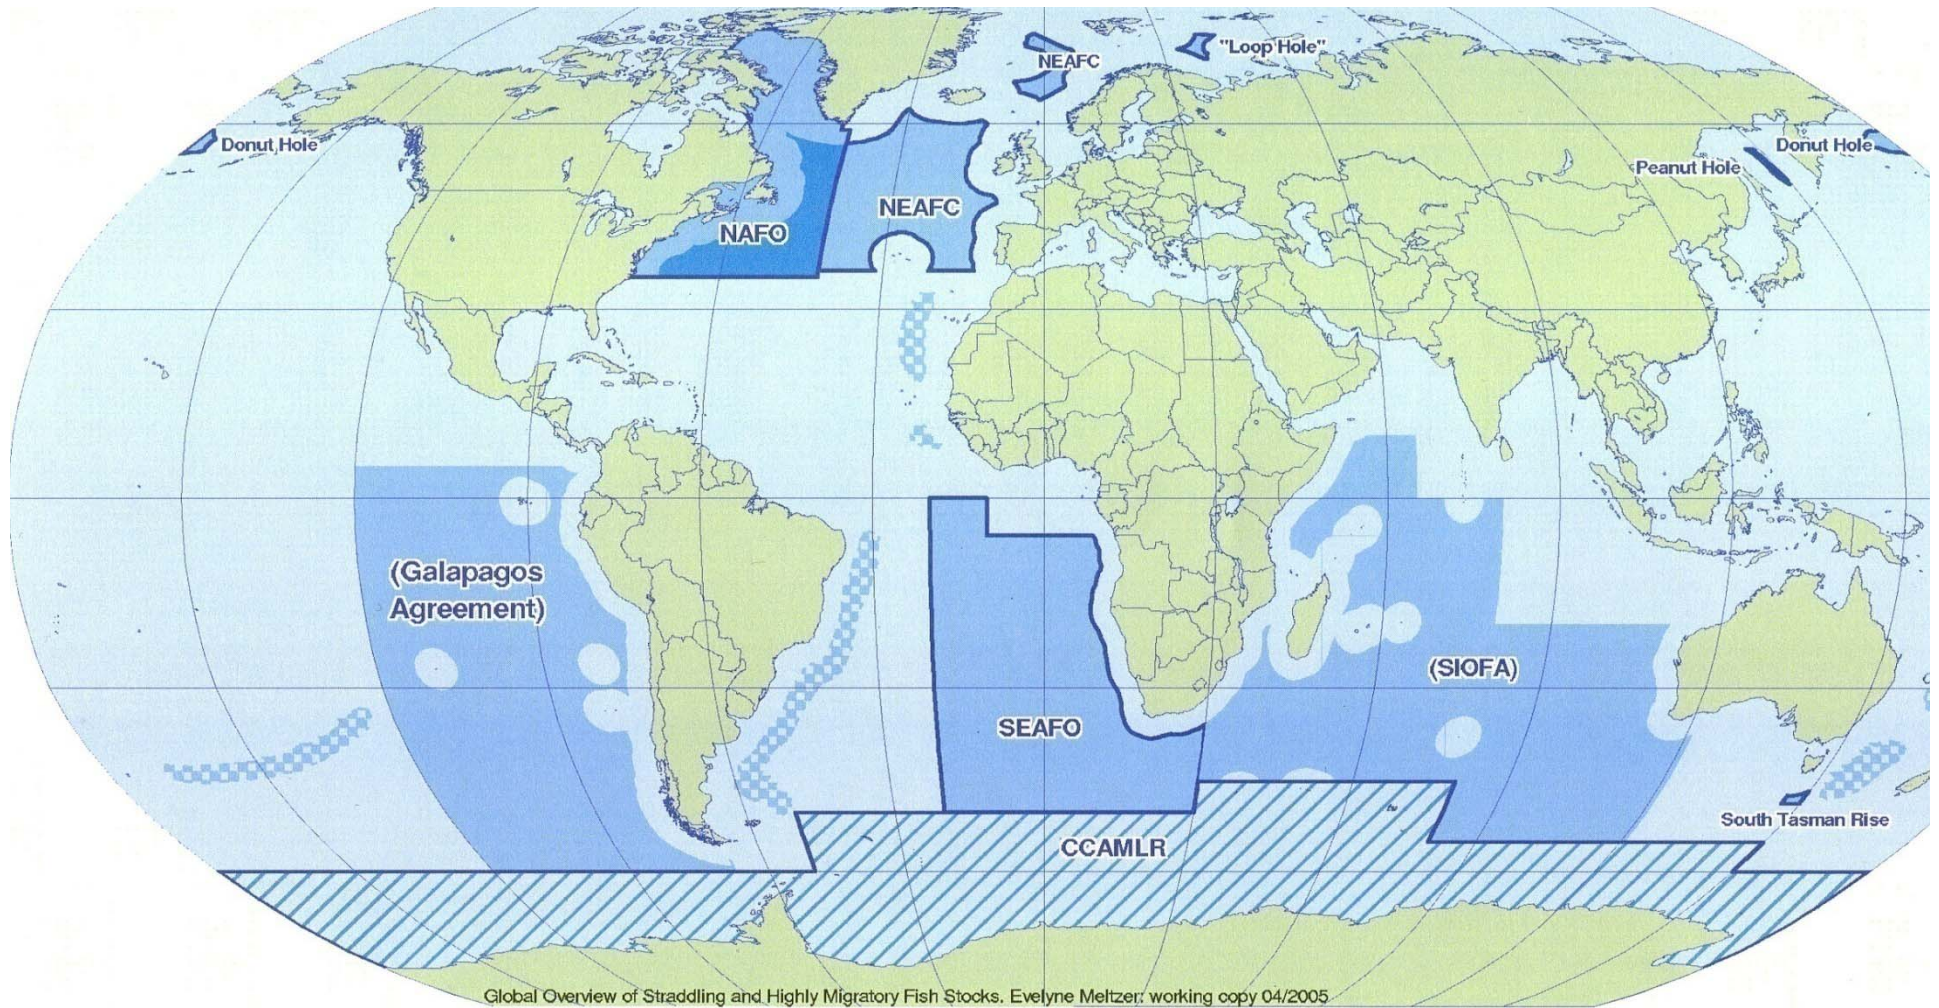 NEAFC
"Loop Hole"
Donut Hole
Donut Hole
Peanut Hole
NEAFC
NAFO
(Galapagos
Agreement)
(SIOFA)
SEAFO
South Tasman Rise
CCAMLR
Global Overview of Straddling and Highly Migratory Fish Stocks. Evelyne Meltzer: working copy 04/2005